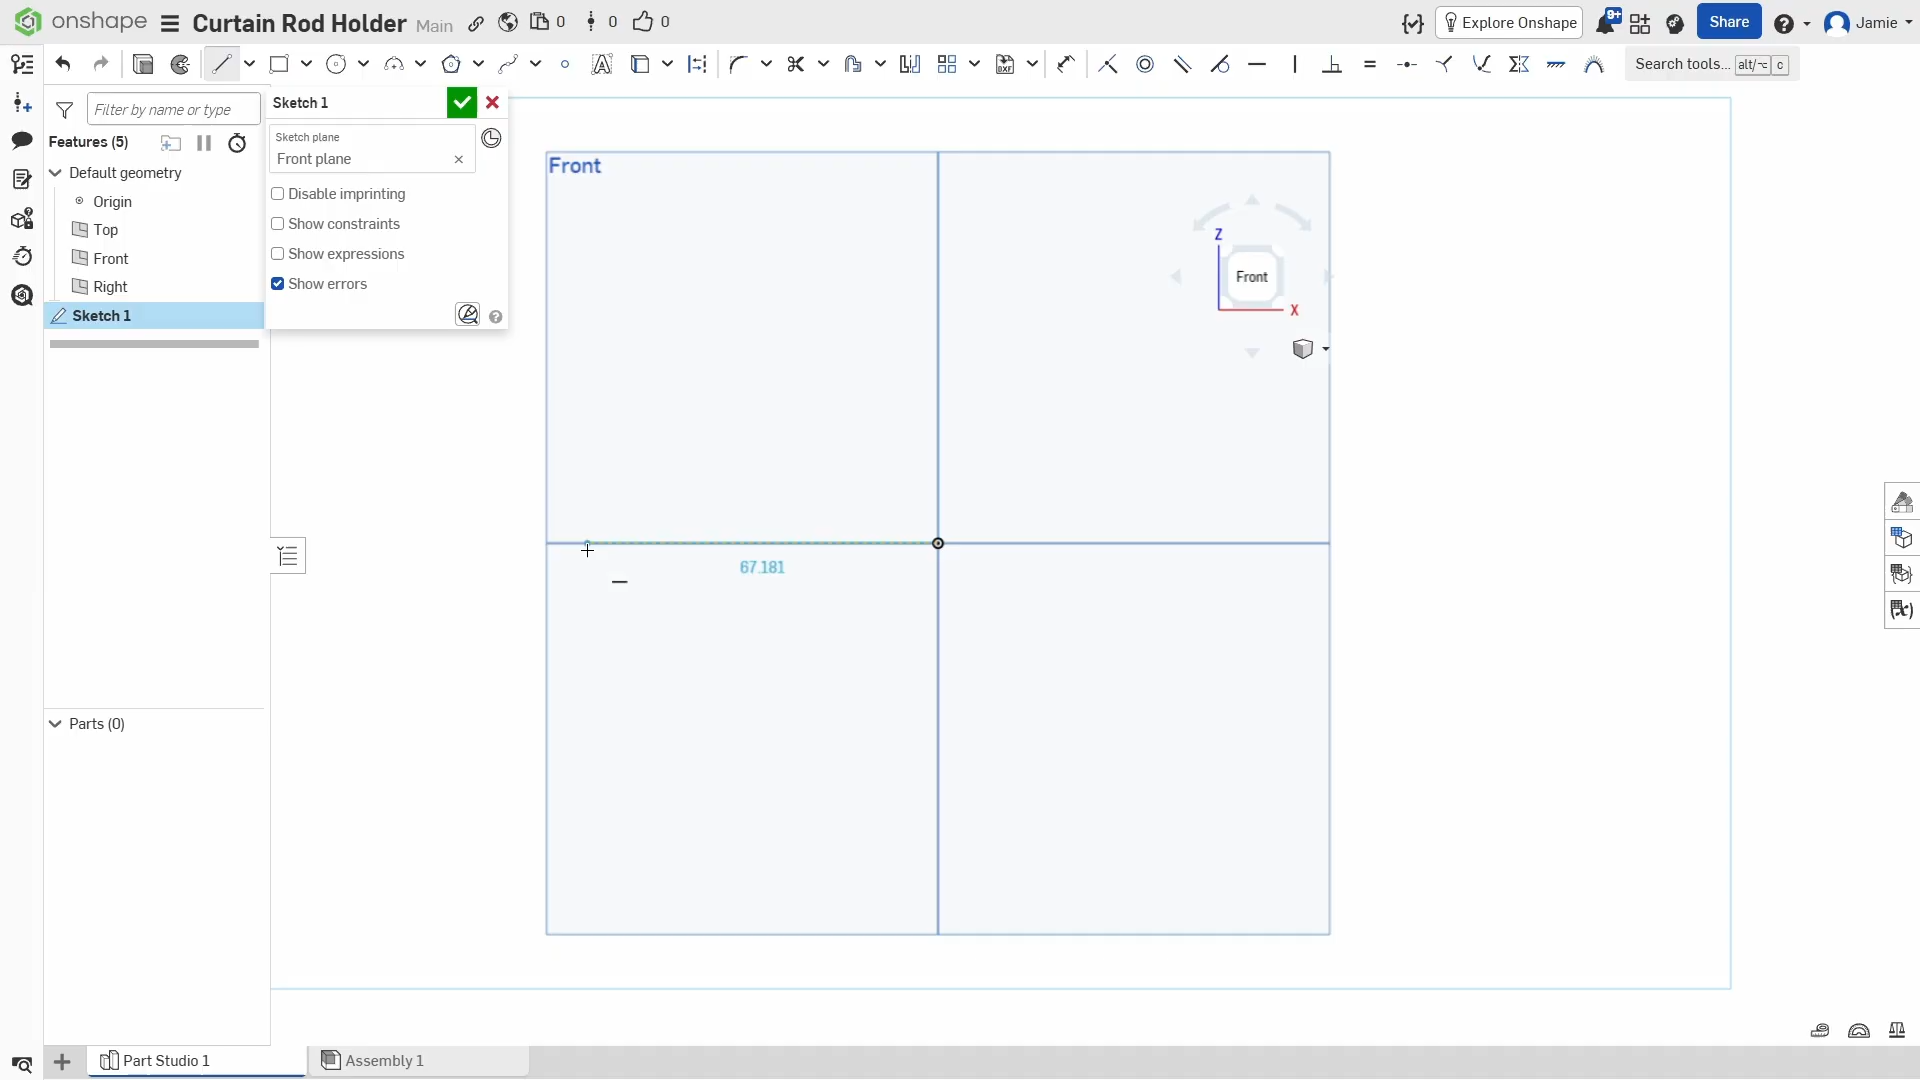 onshape
Curtain Rod Holder
Main
0
0
0
Explore Onshape
9+
Share
Jamie
Search tools...
alt/⌥
c
Filter by name or type
Features (5)
Default geometry
Origin
Top
Front
Right
Sketch 1
Sketch 1
Sketch plane
Front plane
Disable imprinting
Show constraints
Show expressions
Show errors
Front
Z
Front
X
67.181
Parts (0)
Part Studio 1
Assembly 1